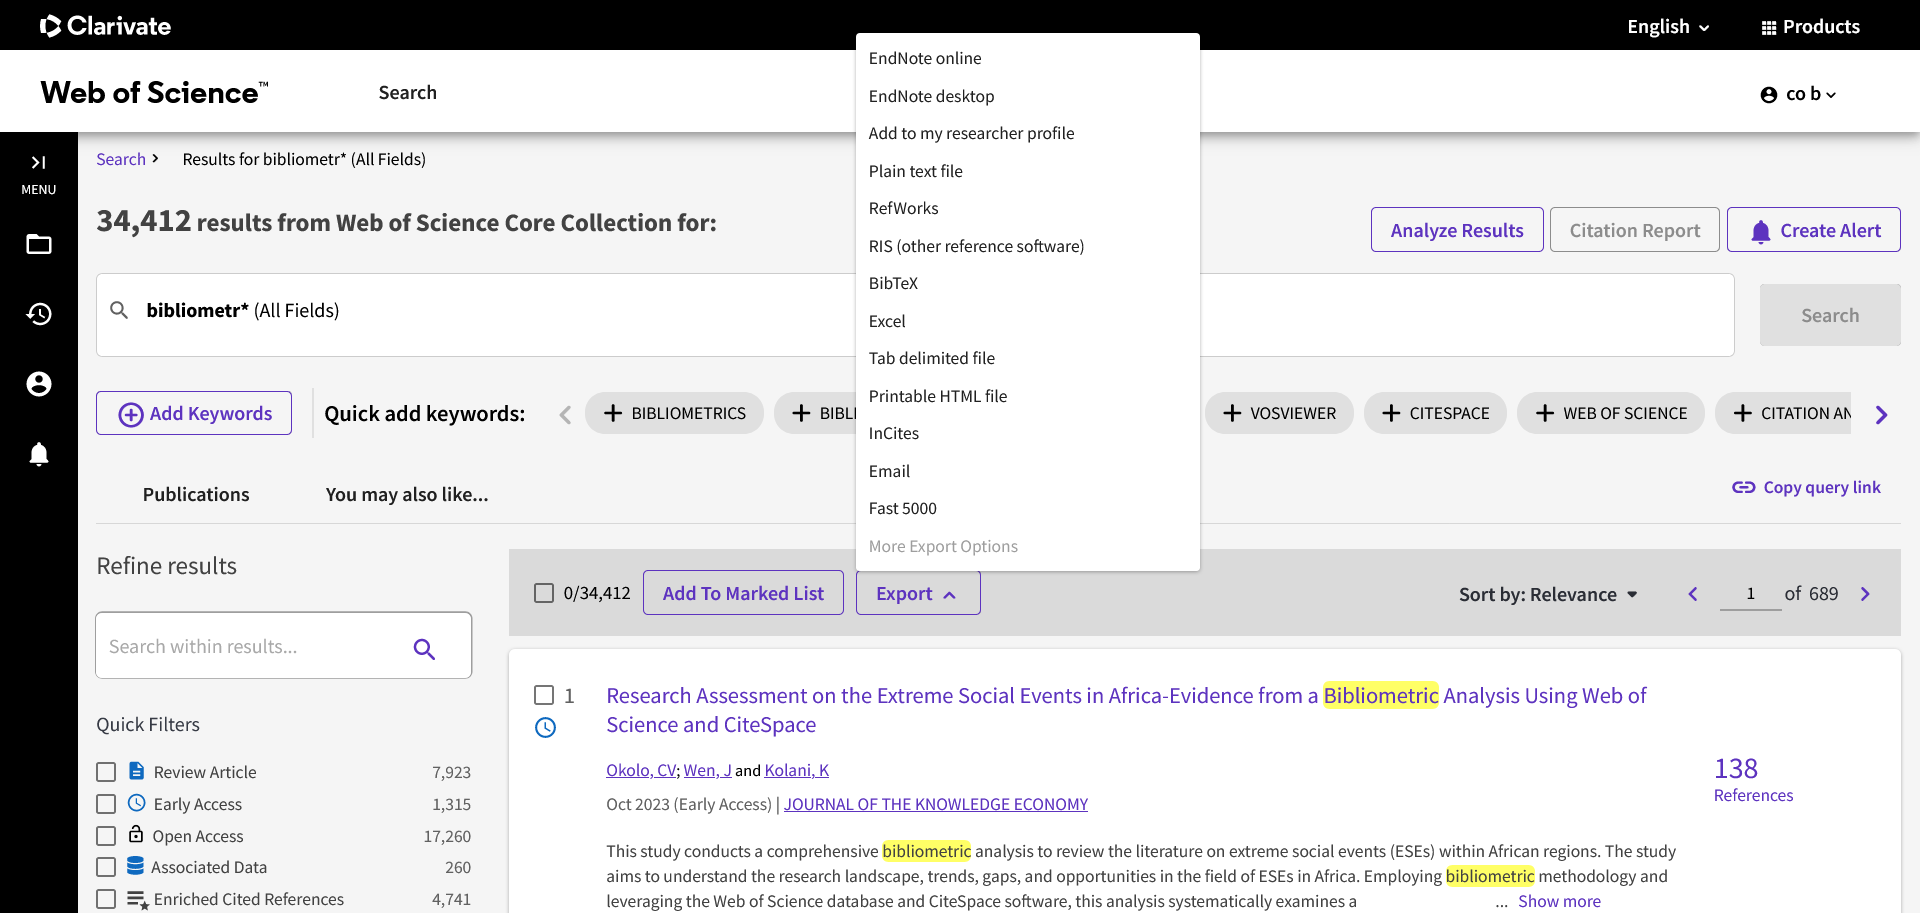 Clarivate
English
Products
Web of Science™
Search
co b
MENU
Search
Results for bibliometr* (All Fields)
34,412 results from Web of Science Core Collection for:
Analyze Results
Citation Report
Create Alert
bibliometr* (All Fields)
Search
EndNote online
EndNote desktop
Add to my researcher profile
Plain text file
RefWorks
RIS (other reference software)
BibTeX
Excel
Tab delimited file
Printable HTML file
InCites
Email
Fast 5000
More Export Options
Add Keywords
Quick add keywords:
BIBLIOMETRICS
VOSVIEWER
CITESPACE
WEB OF SCIENCE
CITATION
Publications
You may also like...
Copy query link
Refine results
Search within results...
Quick Filters
Review Article 7,923
Early Access 1,315
Open Access 17,260
Associated Data 260
Enriched Cited References 4,741
0/34,412
Add To Marked List
Export
Sort by: Relevance
1 of 689
1
Research Assessment on the Extreme Social Events in Africa-Evidence from a Bibliometric Analysis Using Web of
Science and CiteSpace
Okolo, CV; Wen, J and Kolani, K
Oct 2023 (Early Access) | JOURNAL OF THE KNOWLEDGE ECONOMY
138
References
This study conducts a comprehensive bibliometric analysis to review the literature on extreme social events (ESEs) within African regions. The study
aims to understand the research landscape, trends, gaps, and opportunities in the field of ESEs in Africa. Employing bibliometric methodology and
leveraging the Web of Science database and CiteSpace software, this analysis systematically examines a ... Show more